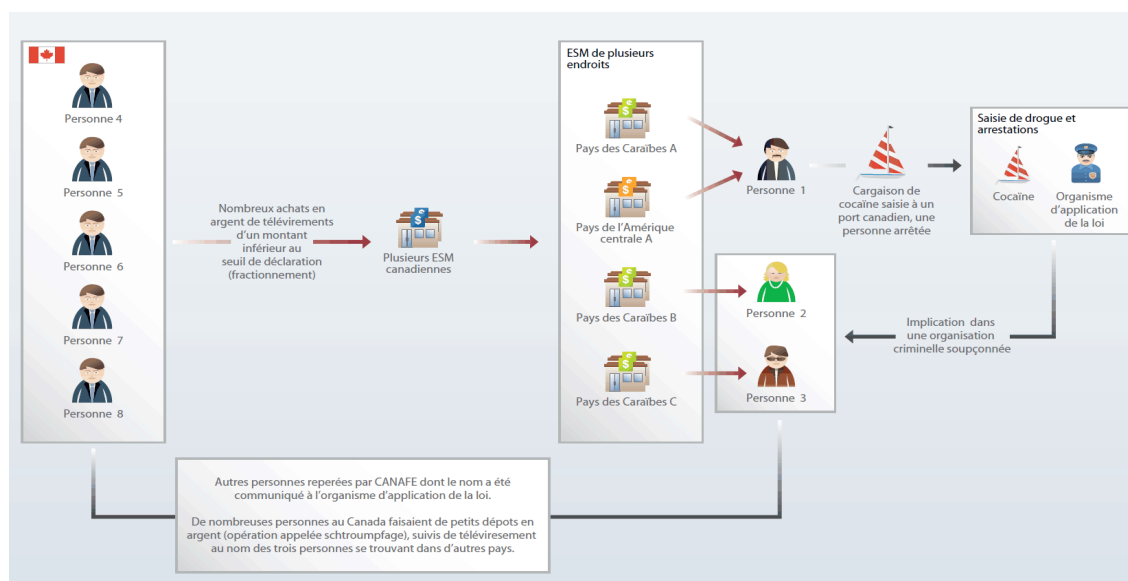 Personne 4
Personne 5
Personne 6
Personne 7
Personne 8
Nombreux achats en
argent de télévirements
d'un montant
inférieur au
seuil de déclaration
(fractionnement)
Plusieurs ESM
canadiennes
ESM de plusieurs
endroits
Pays des Caraïbes A
Pays de l'Amérique
centrale A
Pays des Caraïbes B
Pays des Caraïbes C
Personne 1
Personne 2
Personne 3
Cargaison de
cocaïne saisie à un
port canadien, une
personne arrêtée
Saisie de drogue et
arrestations
Cocaïne
Organisme
d'application
de la loi
Implication dans
une organisation
criminelle soupçonnée
Autres personnes reperées par CANAFE dont le nom a été
communiqué à l'organisme d'application de la loi.
De nombreuses personnes au Canada faisaient de petits dépots en
argent (opération appelée schtroumpfage), suivis de téléviresement
au nom des trois personnes se trouvant dans d'autres pays.